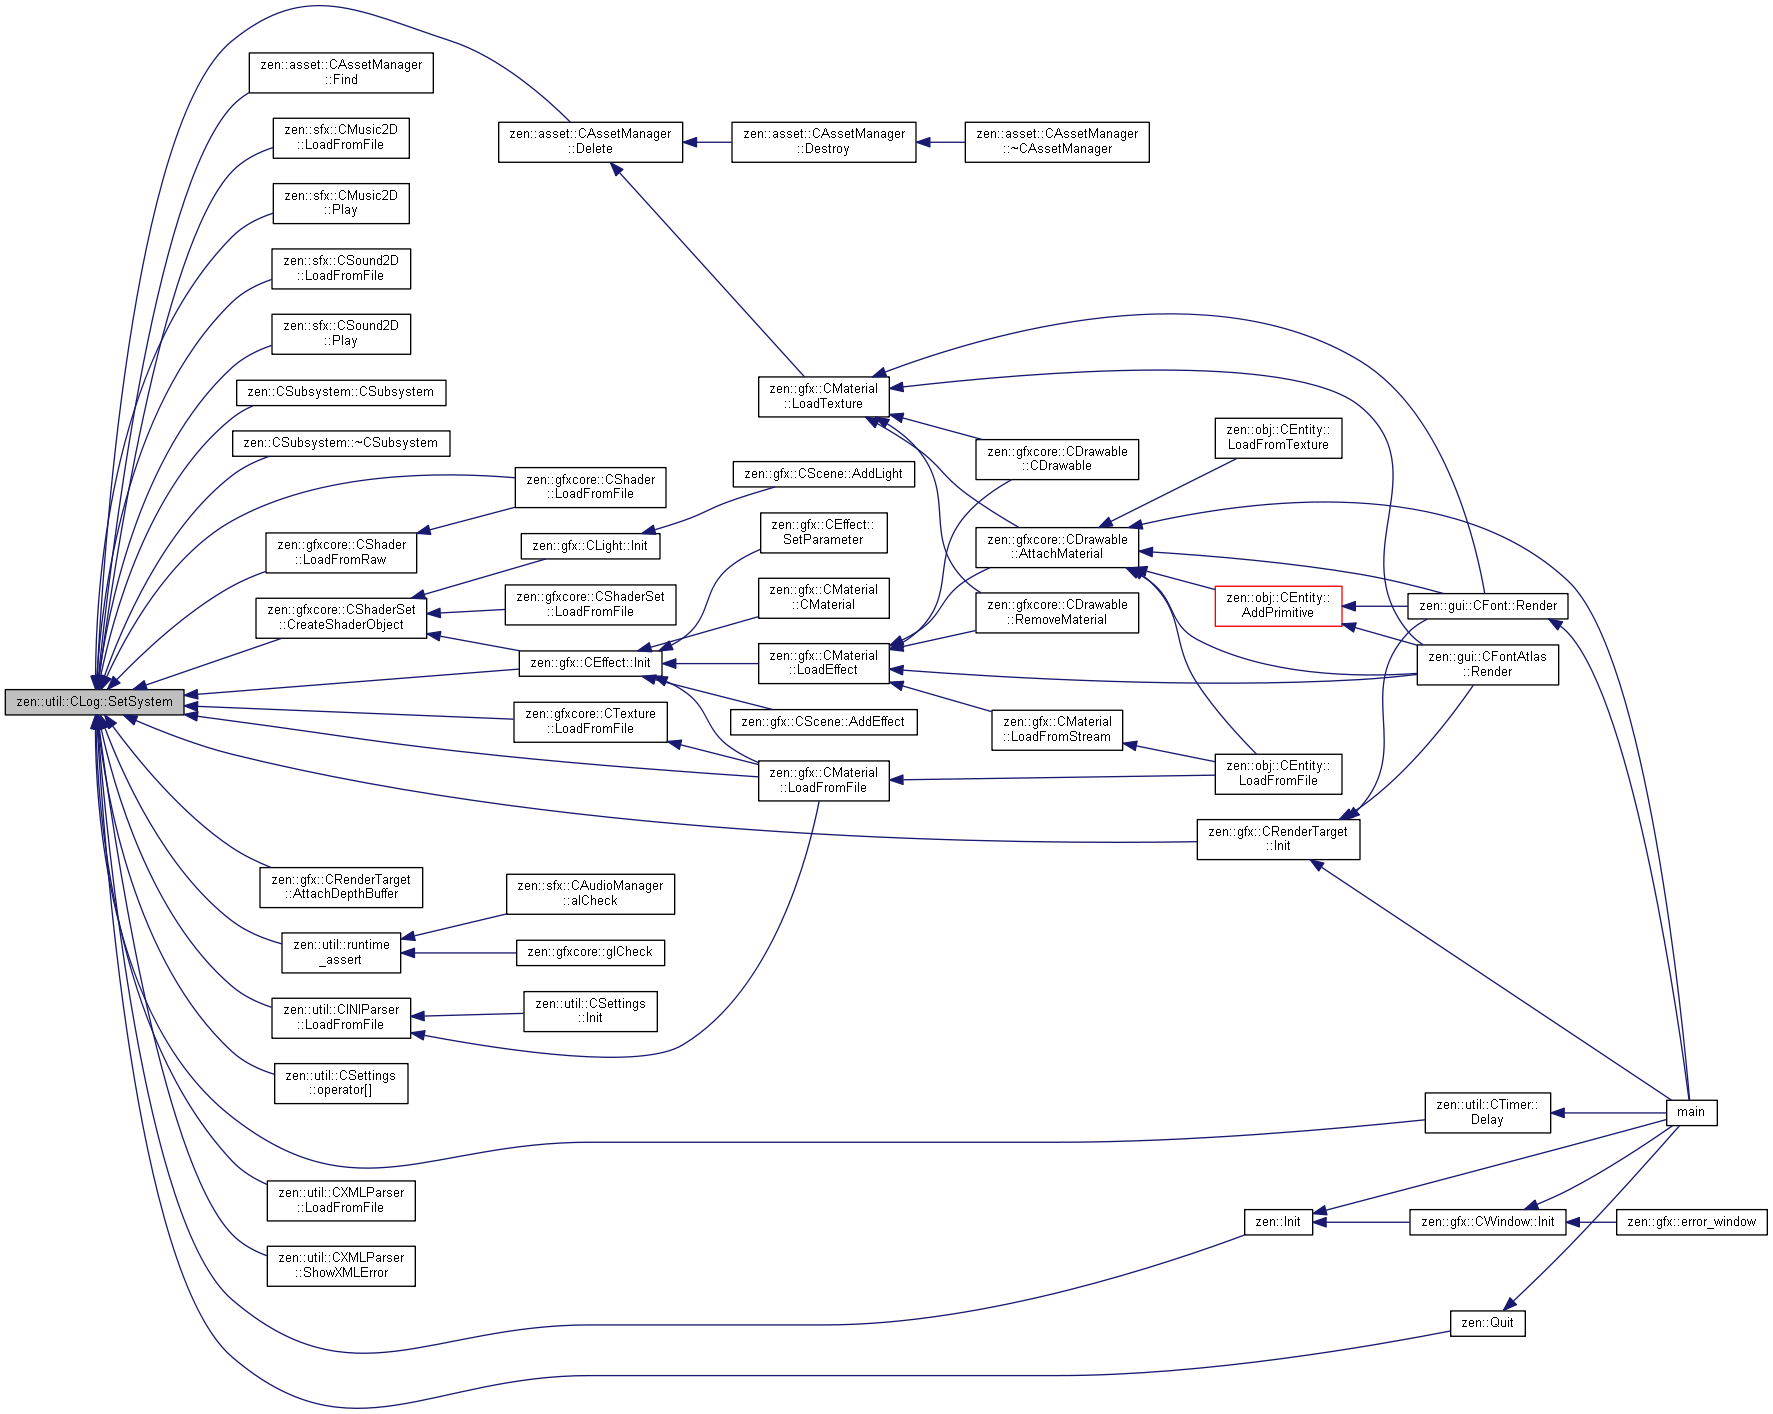 zen::asset::CAssetManager
::Find
zen::sfx::CMusic2D
::LoadFromFile
zen::asset::CAssetManager
::Delete
zen::asset::CAssetManager
::Destroy
zen::asset::CAssetManager
::~CAssetManager
zen::sfx::CMusic2D
::Play
zen::sfx::CSound2D
::LoadFromFile
zen::sfx::CSound2D
::Play
zen::CSubsystem::CSubsystem
zen::gfx::CMaterial
::LoadTexture
zen::CSubsystem::~CSubsystem
zen::obj::CEntity::
LoadFromTexture
zen::gfxcore::CDrawable
::CDrawable
zen::gfx::CScene::AddLight
zen::gfxcore::CShader
::LoadFromFile
zen::gfx::CEffect::
SetParameter
zen::gfxcore::CShader
::LoadFromRaw
zen::gfx::CLight::Init
zen::gfxcore::CDrawable
::AttachMaterial
zen::gfxcore::CShaderSet
::CreateShaderObject
zen::gfxcore::CShaderSet
::LoadFromFile
zen::gfx::CMaterial
::CMaterial
zen::gfxcore::CDrawable
::RemoveMaterial
zen::obj::CEntity::
AddPrimitive
zen::gui::CFont::Render
zen::gfx::CEffect::Init
zen::gfx::CMaterial
::LoadEffect
zen::gui::CFontAtlas
::Render
zen::util::CLog::SetSystem
zen::gfxcore::CTexture
::LoadFromFile
zen::gfx::CScene::AddEffect
zen::gfx::CMaterial
::LoadFromStream
zen::gfx::CMaterial
::LoadFromFile
zen::obj::CEntity::
LoadFromFile
zen::gfx::CRenderTarget
::Init
zen::gfx::CRenderTarget
::AttachDepthBuffer
zen::sfx::CAudioManager
::alCheck
zen::util::runtime
_assert
zen::gfxcore::glCheck
zen::util::CINIParser
::LoadFromFile
zen::util::CSettings
::Init
zen::util::CSettings
::operator[]
zen::util::CTimer::
Delay
main
zen::util::CXMLParser
::LoadFromFile
zen::Init
zen::gfx::CWindow::Init
zen::gfx::error_window
zen::util::CXMLParser
::ShowXMLError
zen::Quit